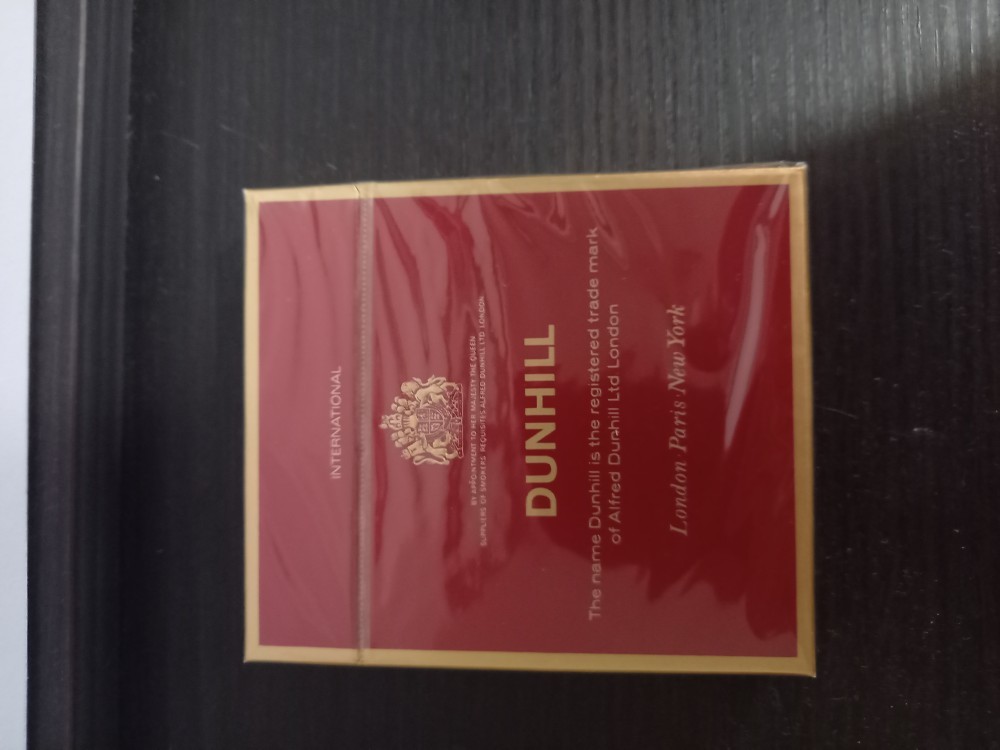 INTERNATIONAL
BY APPOINTMENT TO HER MAJESTY THE QUEEN
SUPPLIERS OF SMOKERS REQUISITES ALFRED DUNHILL LTD LONDON
DUNHILL
The name Dunhill is the registered trade mark
of Alfred Dunhill Ltd London
London Paris New York